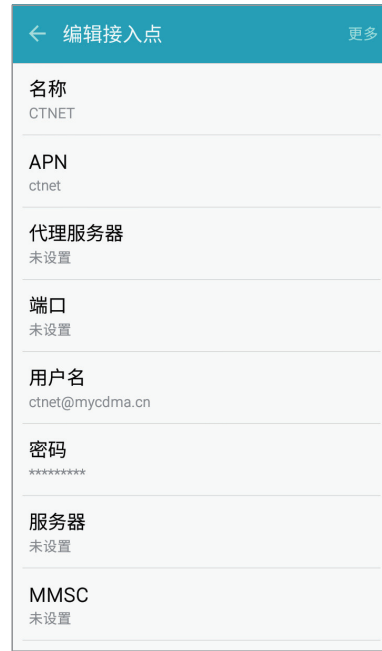 ← 编辑接入点 更多
名称
CTNET
APN
ctnet
代理服务器
未设置
端口
未设置
用户名
ctnet@mycdma.cn
密码
*********
服务器
未设置
MMSC
未设置